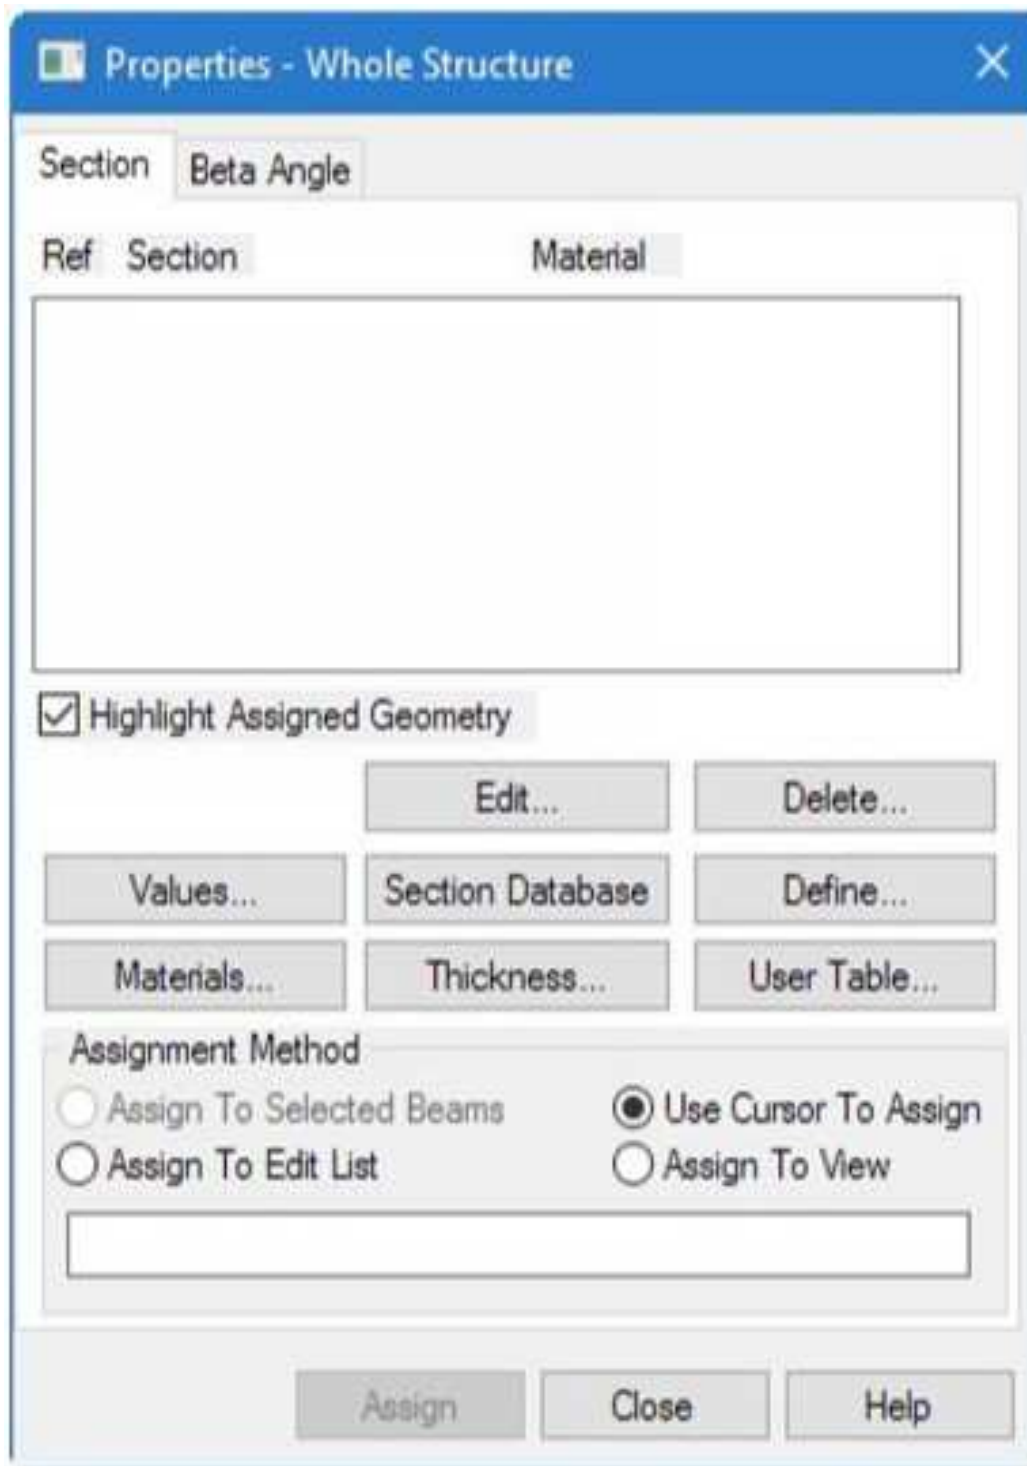 Properties - Whole Structure
Section Beta Angle
Ref Section Material
Highlight Assigned Geometry
Edit... Delete...
Values... Section Database Define...
Materials... Thickness... User Table...
Assignment Method
Assign To Selected Beams Use Cursor To Assign
Assign To Edit List Assign To View
Assign Close Help